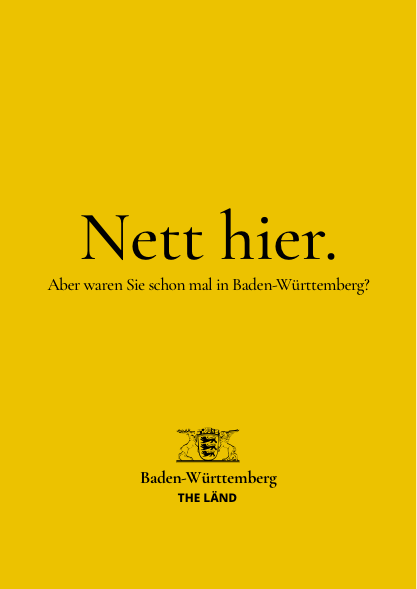 Nett hier.
Aber waren Sie schon mal in Baden-Württemberg?
Baden-Württemberg
THE LÄND